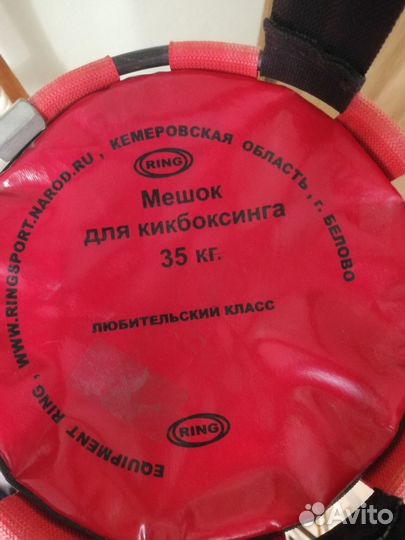 EQUIPMENT RING, WWW.RINGSPORT.NAROD.RU, КЕМЕРОВСКАЯ ОБЛАСТЬ, г. БЕЛОВО
RING
Мешок
для кикбоксинга
35 кг.
ЛЮБИТЕЛЬСКИЙ КЛАСС
RING
Avito